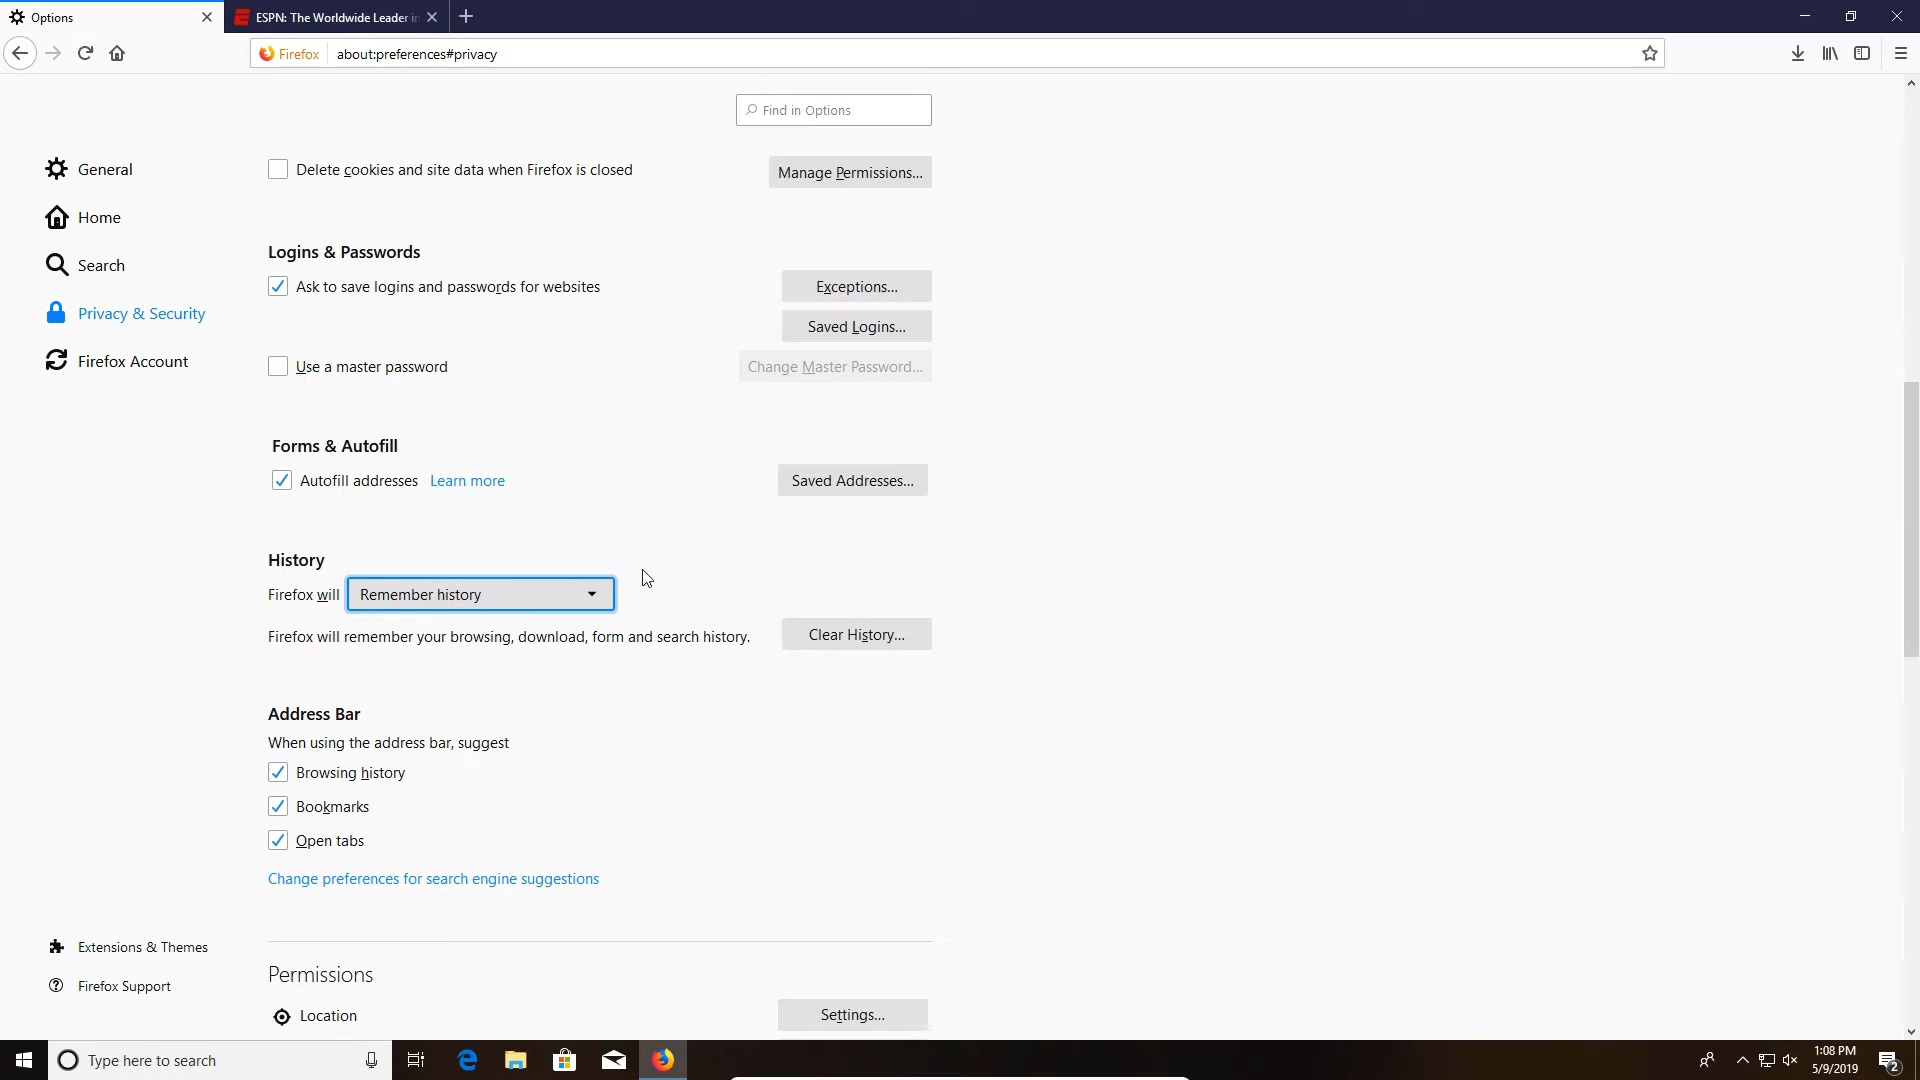 Options
ESPN: The Worldwide Leader in
Firefox
about:preferences#privacy
Find in Options
General
Home
Search
Privacy & Security
Firefox Account
Delete cookies and site data when Firefox is closed
Manage Permissions...
Logins & Passwords
Ask to save logins and passwords for websites
Exceptions...
Saved Logins...
Use a master password
Change Master Password...
Forms & Autofill
Autofill addresses Learn more
Saved Addresses...
History
Firefox will Remember history
Firefox will remember your browsing, download, form and search history.
Clear History...
Address Bar
When using the address bar, suggest
Browsing history
Bookmarks
Open tabs
Change preferences for search engine suggestions
Extensions & Themes
Firefox Support
Permissions
Location
Settings...
Type here to search
1:08 PM
5/9/2019
2